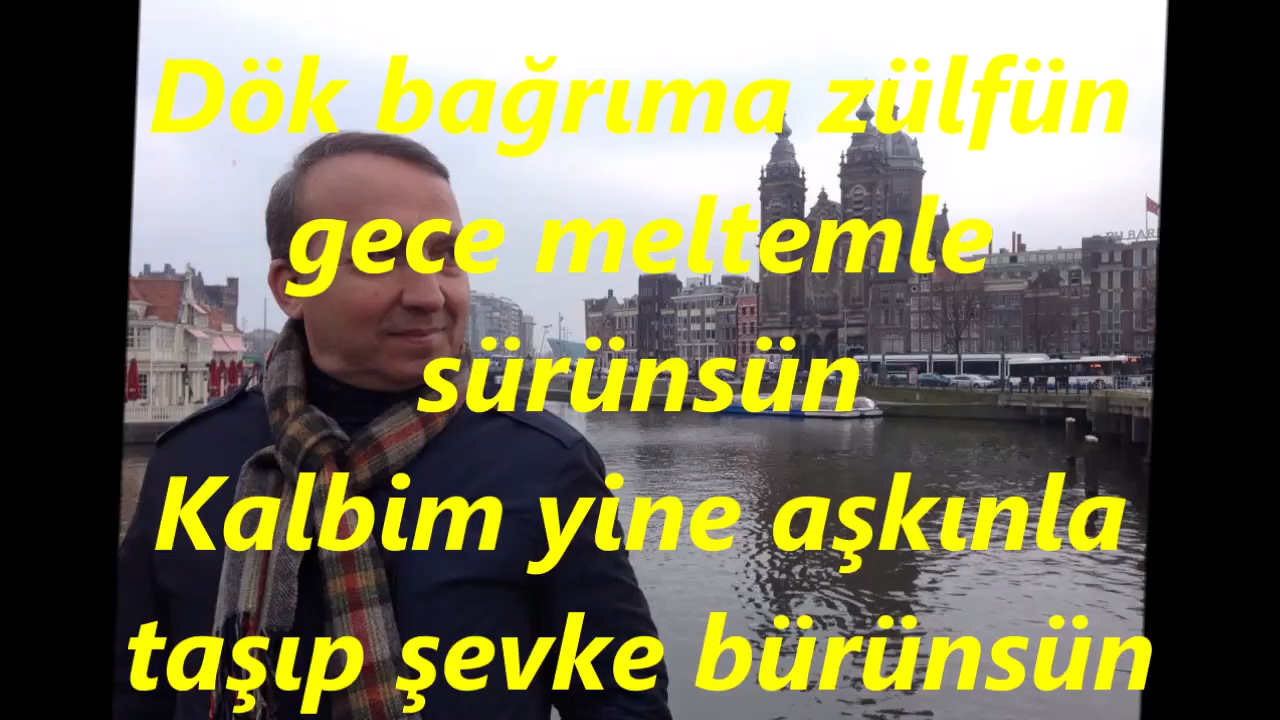 Dök bağrıma zülfün
gece meltemle
sürünsün
Kalbim yine aşkınla
taşıp şevke bürünsün